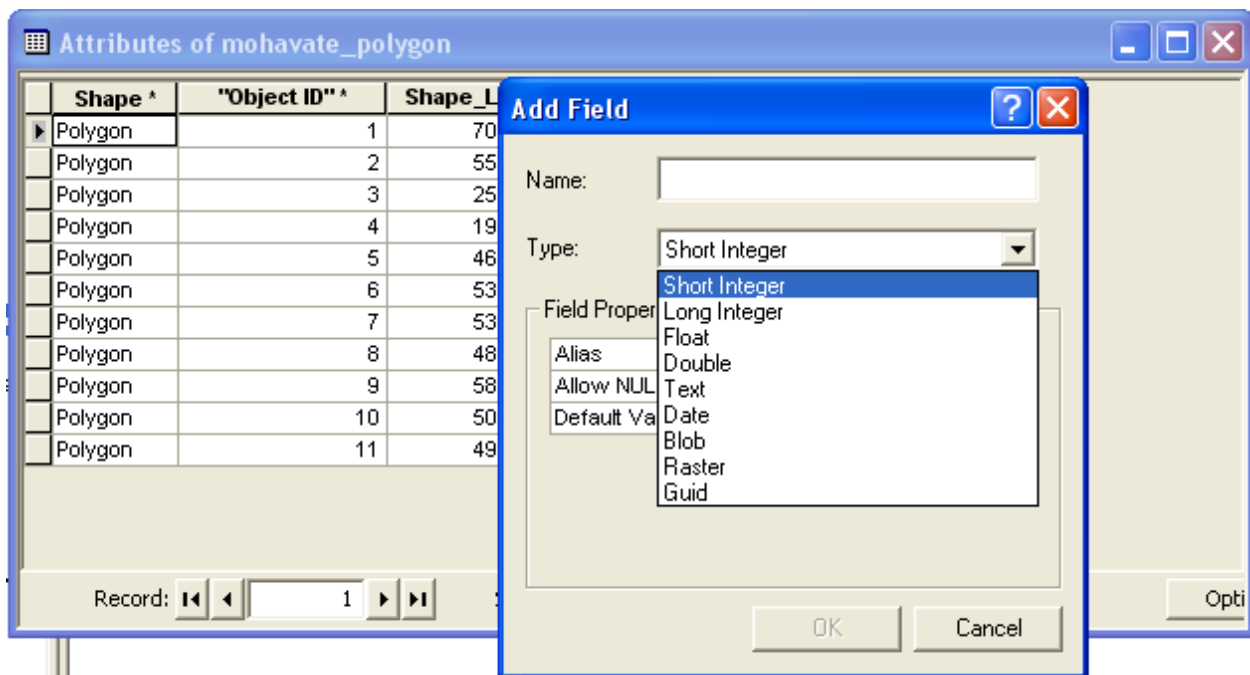 Attributes of mohavate_polygon
Shape * "Object ID" * Shape_L
Polygon 1 70
Polygon 2 55
Polygon 3 25
Polygon 4 19
Polygon 5 46
Polygon 6 53
Polygon 7 53
Polygon 8 48
Polygon 9 58
Polygon 10 50
Polygon 11 49
Record: 1
Opti
Add Field
Name:
Type: Short Integer
Short Integer
Long Integer
Float
Double
Text
Date
Blob
Raster
Guid
Field Proper
Alias
Allow NUL
Default Va
OK Cancel